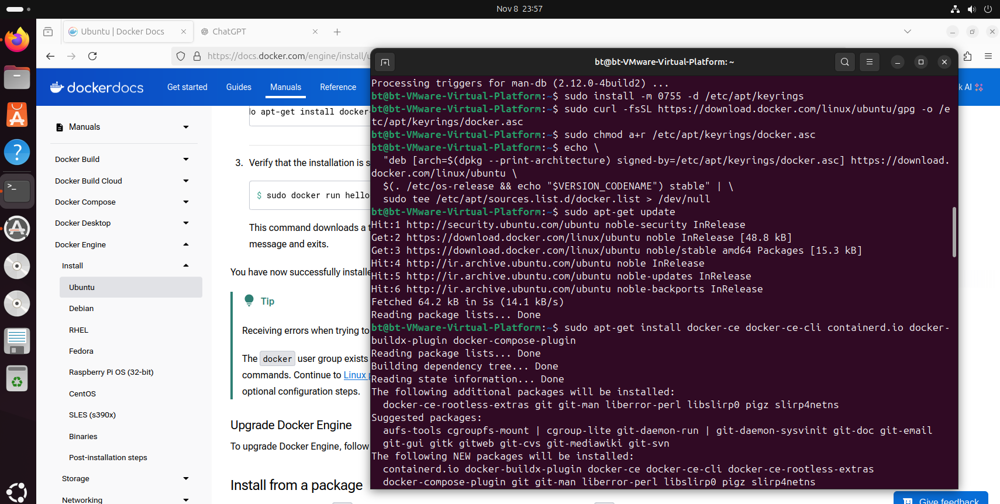 Nov 8 23:57
Ubuntu | Docker Docs
ChatGPT
https://docs.docker.com/engine/install/u
dockerdocs
Get started
Guides
Manuals
Reference
k AI
Manuals
Docker Build
Docker Build Cloud
Docker Compose
Docker Desktop
Docker Engine
Install
Ubuntu
Debian
RHEL
Fedora
Raspberry Pi OS (32-bit)
CentOS
SLES (s390x)
Binaries
Post-installation steps
Storage
Networking
do apt-get install docker-
3. Verify that the installation is s
$ sudo docker run hello
This command downloads a t
message and exits.
You have now successfully installe
Tip
Receiving errors when trying to
The docker user group exists
commands. Continue to Linux p
optional configuration steps.
Upgrade Docker Engine
To upgrade Docker Engine, follow
Install from a package
bt@bt-VMware-Virtual-Platform: ~
Processing triggers for man-db (2.12.0-4build2) ...
bt@bt-VMware-Virtual-Platform:~$ sudo install -m 0755 -d /etc/apt/keyrings
bt@bt-VMware-Virtual-Platform:~$ sudo curl -fsSL https://download.docker.com/linux/ubuntu/gpg -o /e
tc/apt/keyrings/docker.asc
bt@bt-VMware-Virtual-Platform:~$ sudo chmod a+r /etc/apt/keyrings/docker.asc
bt@bt-VMware-Virtual-Platform:~$ echo \
"deb [arch=$(dpkg --print-architecture) signed-by=/etc/apt/keyrings/docker.asc] https://download.
docker.com/linux/ubuntu \
$(. /etc/os-release && echo "$VERSION_CODENAME") stable" | \
sudo tee /etc/apt/sources.list.d/docker.list > /dev/null
bt@bt-VMware-Virtual-Platform:~$ sudo apt-get update
Hit:1 http://security.ubuntu.com/ubuntu noble-security InRelease
Get:2 https://download.docker.com/linux/ubuntu noble InRelease [48.8 kB]
Get:3 https://download.docker.com/linux/ubuntu noble/stable amd64 Packages [15.3 kB]
Hit:4 http://ir.archive.ubuntu.com/ubuntu noble InRelease
Hit:5 http://ir.archive.ubuntu.com/ubuntu noble-updates InRelease
Hit:6 http://ir.archive.ubuntu.com/ubuntu noble-backports InRelease
Fetched 64.2 kB in 5s (14.1 kB/s)
Reading package lists... Done
bt@bt-VMware-Virtual-Platform:~$ sudo apt-get install docker-ce docker-ce-cli containerd.io docker-
buildx-plugin docker-compose-plugin
Reading package lists... Done
Building dependency tree... Done
Reading state information... Done
The following additional packages will be installed:
docker-ce-rootless-extras git git-man liberror-perl libslirp0 pigz slirp4netns
Suggested packages:
aufs-tools cgroupfs-mount | cgroup-lite git-daemon-run | git-daemon-sysvinit git-doc git-email
git-gui gitk gitweb git-cvs git-mediawiki git-svn
The following NEW packages will be installed:
containerd.io docker-buildx-plugin docker-ce docker-ce-cli docker-ce-rootless-extras
docker-compose-plugin git git-man liberror-perl libslirp0 pigz slirp4netns
Give feedback